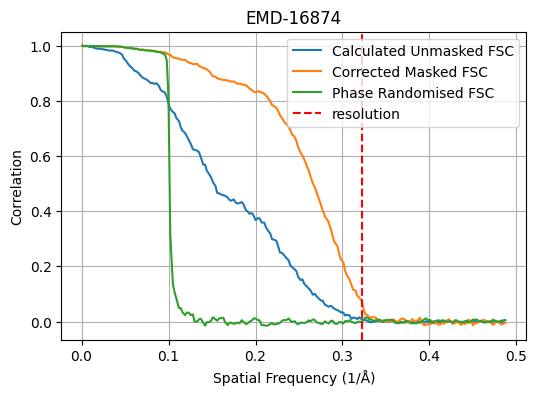 EMD-16874
1.0
0.8
0.6
0.4
0.2
0.0
Correlation
Calculated Unmasked FSC
Corrected Masked FSC
Phase Randomised FSC
resolution
0.0 0.1 0.2 0.3 0.4 0.5
Spatial Frequency (1/Å)